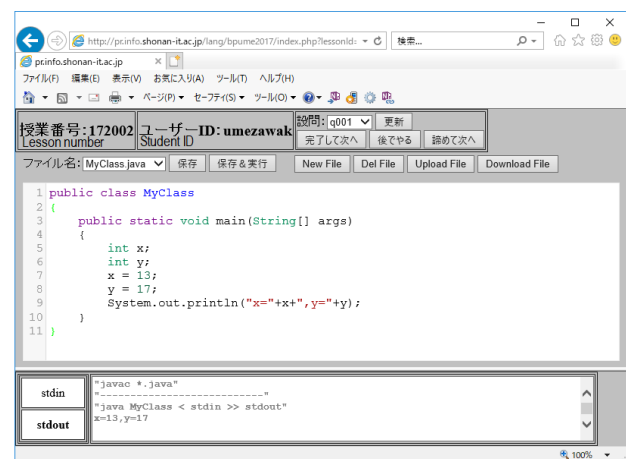 http://pr.info.shonan-it.ac.jp/lang/bpume2017/index.php?lessonId=
検索...
pr.info.shonan-it.ac.jp
ファイル(F) 編集(E) 表示(V) お気に入り(A) ツール(T) ヘルプ(H)
ページ(P) セーフティ(S) ツール(O)
授業番号:172002 ユーザーID: umezawak 設問: q001 更新
Lesson number Student ID 完了して次へ 後でやる 諦めて次へ
ファイル名: MyClass.java 保存 保存＆実行 New File Del File Upload File Download File
1 public class MyClass
2 {
3 public static void main(String[] args)
4 {
5 int x;
6 int y;
7 x = 13;
8 y = 17;
9 System.out.println("x="+x+",y="+y);
10 }
11 }
stdin
stdout
"javac *.java"
"---------------------------"
"java MyClass < stdin >> stdout"
x=13,y=17
100%